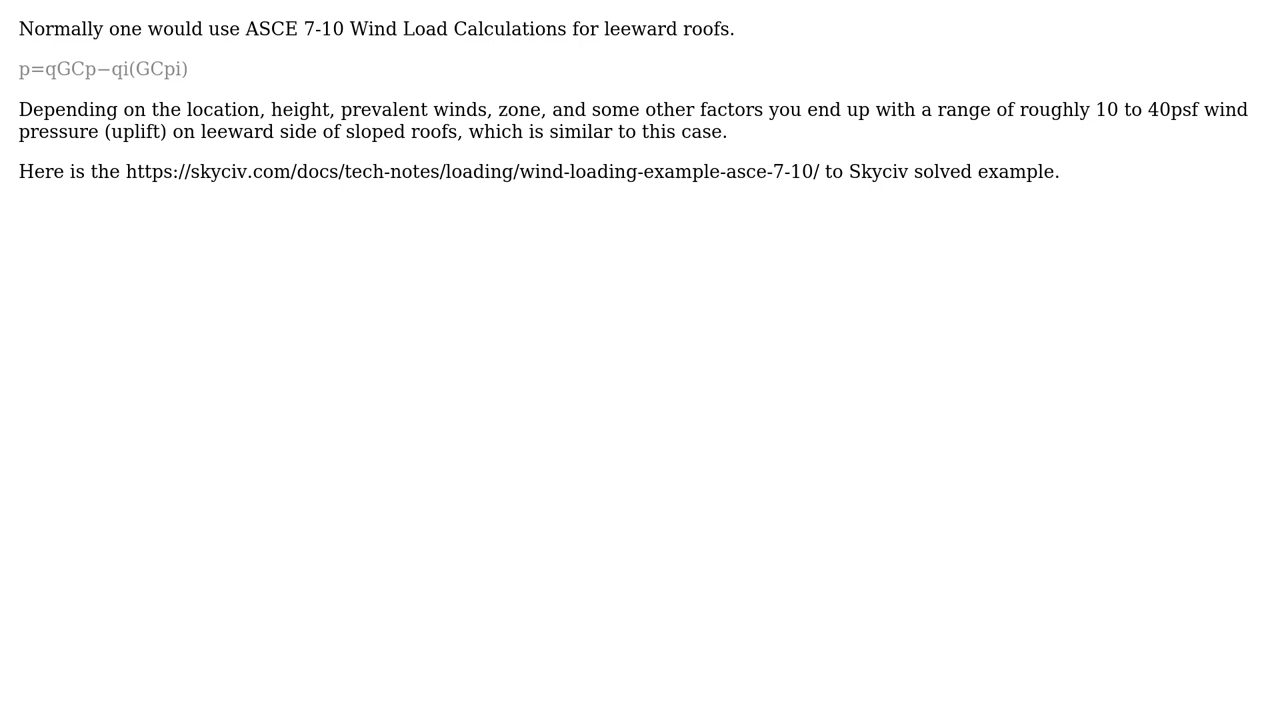 Normally one would use ASCE 7-10 Wind Load Calculations for leeward roofs.
p=qGCp−qi(GCpi)
Depending on the location, height, prevalent winds, zone, and some other factors you end up with a range of roughly 10 to 40psf wind
pressure (uplift) on leeward side of sloped roofs, which is similar to this case.
Here is the https://skyciv.com/docs/tech-notes/loading/wind-loading-example-asce-7-10/ to Skyciv solved example.